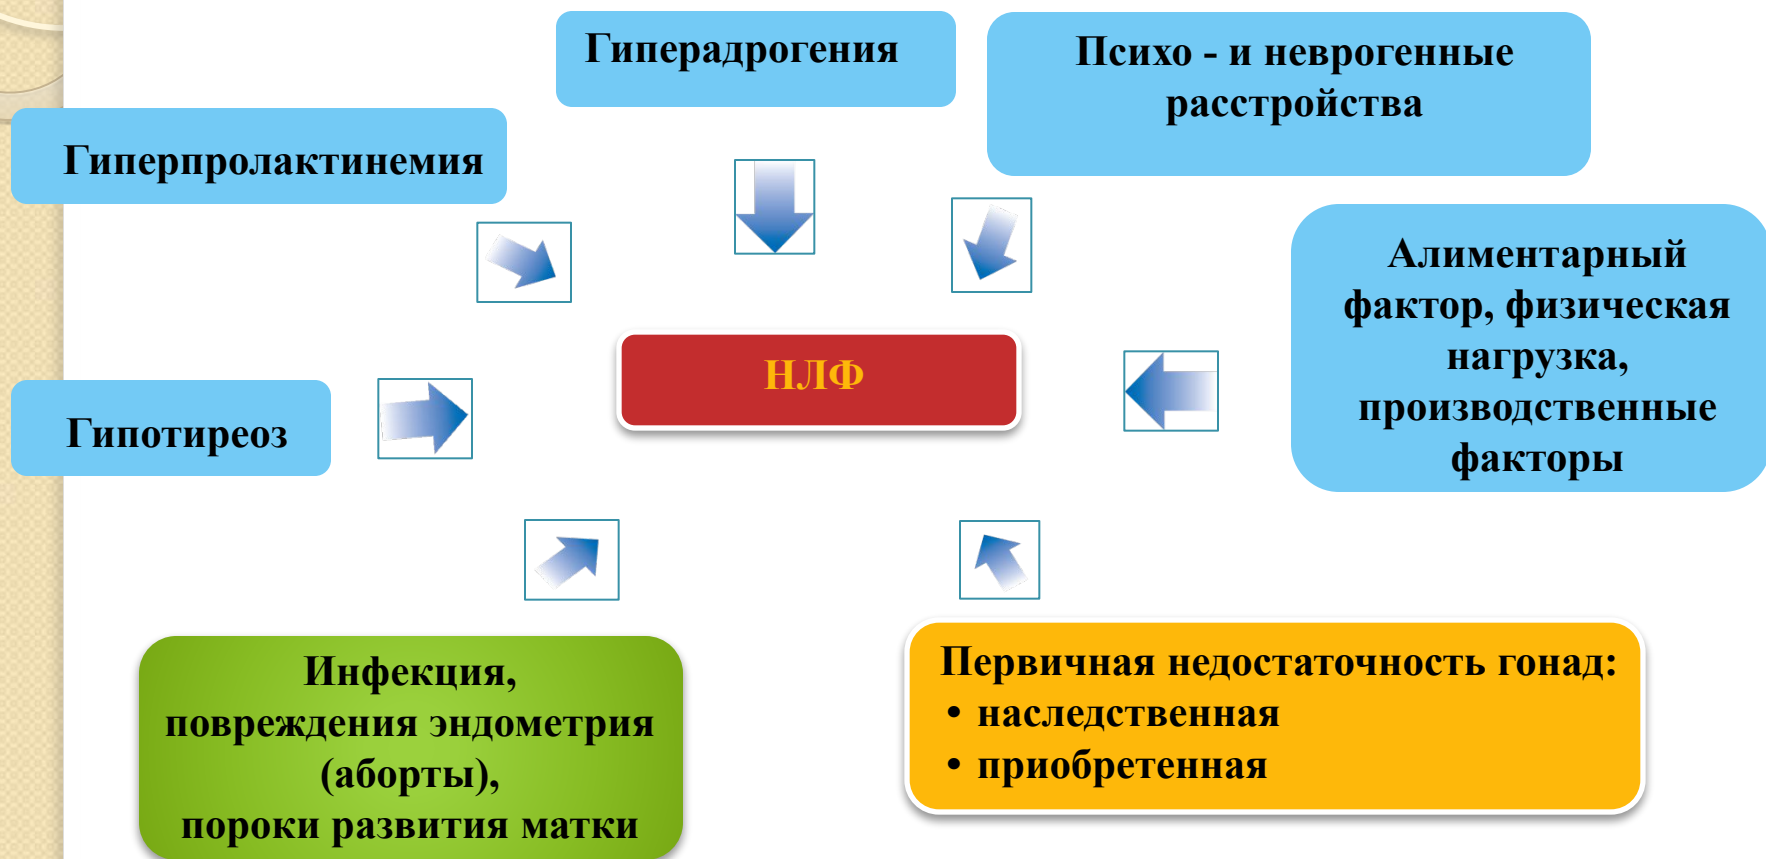 Гиперадрогения
Психо - и неврогенные
расстройства
Гиперпролактинемия
Алиментарный
фактор, физическая
нагрузка,
производственные
факторы
НЛФ
Гипотиреоз
Инфекция,
повреждения эндометрия
(аборты),
пороки развития матки
Первичная недостаточность гонад:
• наследственная
• приобретенная